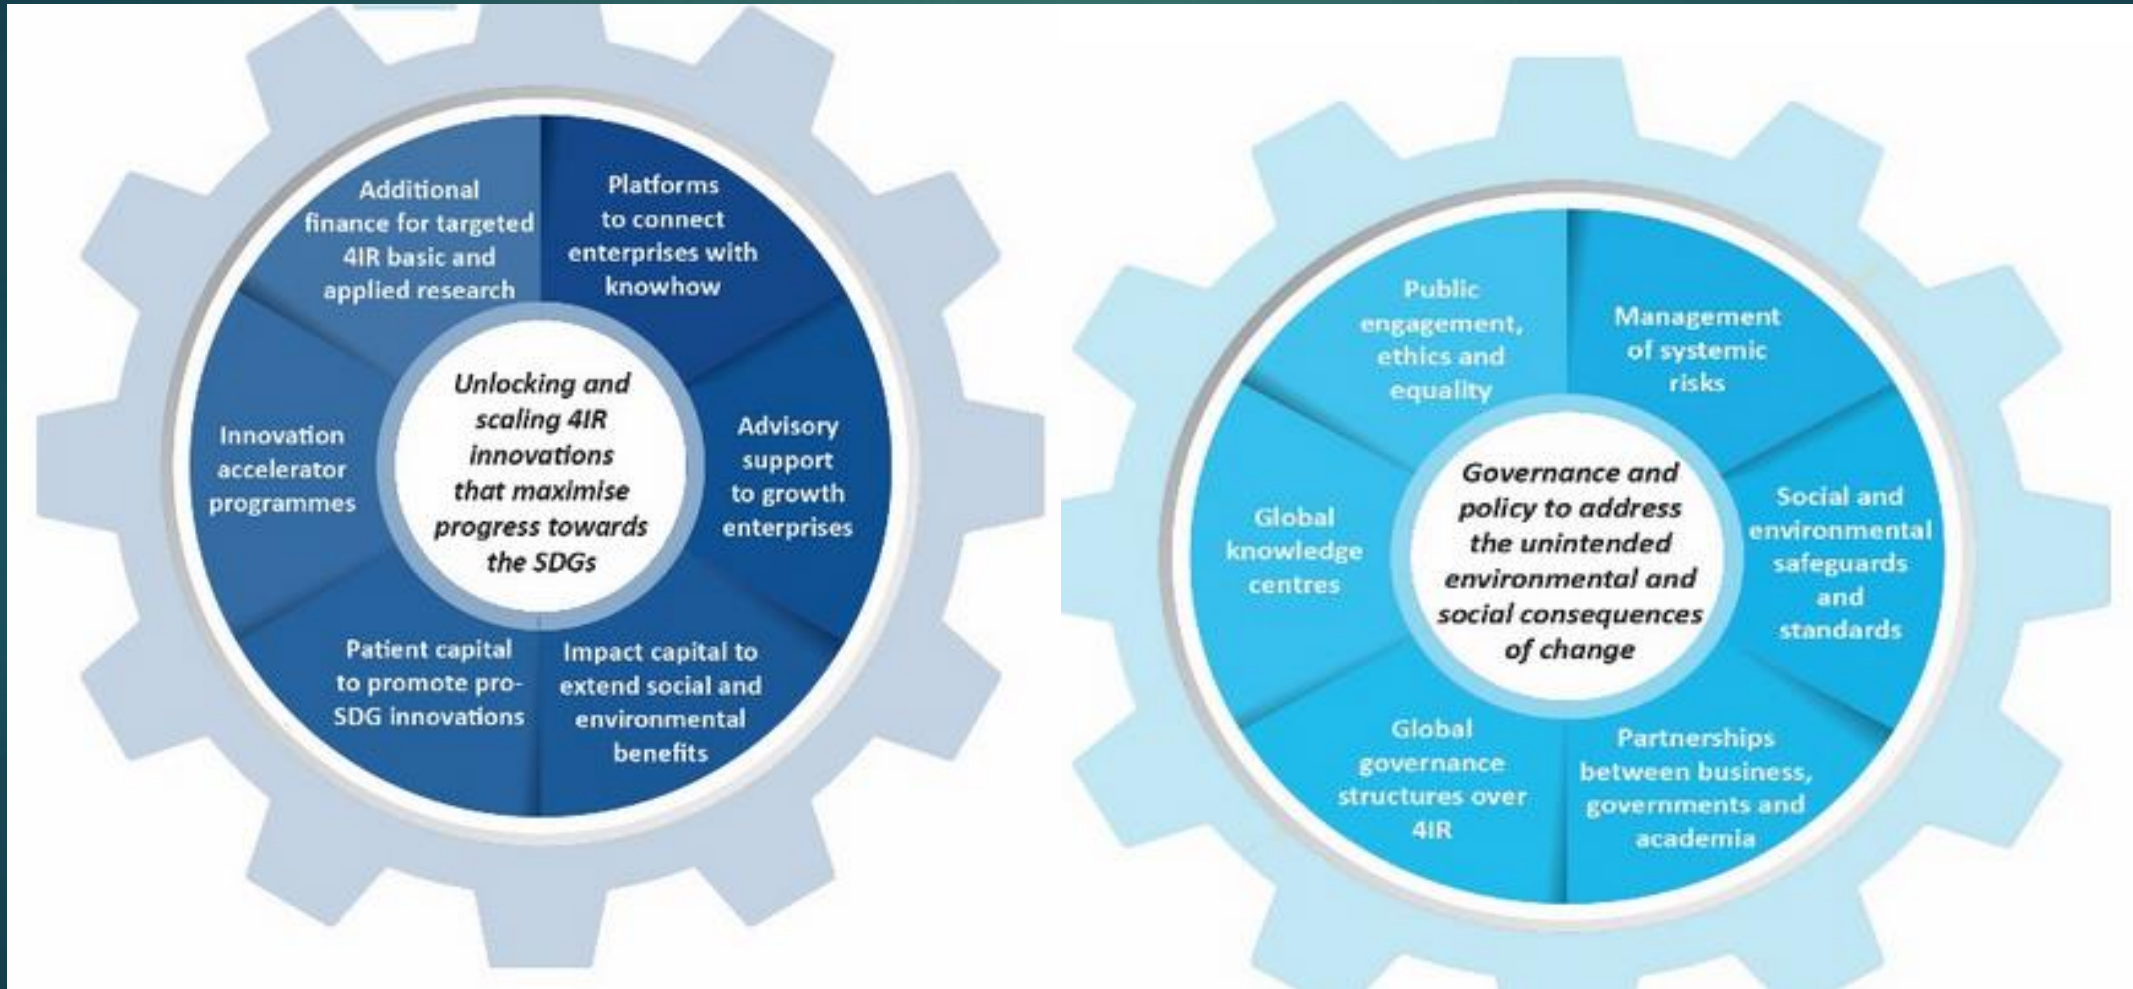 Additional
finance for targeted
4IR basic and
applied research
Platforms
to connect
enterprises with
knowhow
Advisory
support
to growth
enterprises
Impact capital to
extend social and
environmental
benefits
Patient capital
to promote pro-
SDG innovations
Innovation
accelerator
programmes
Unlocking and
scaling 4IR
innovations
that maximise
progress towards
the SDGs
Public
engagement,
ethics and
equality
Management
of systemic
risks
Social and
environmental
safeguards
and
standards
Partnerships
between business,
governments and
academia
Global
governance
structures over
4IR
Global
knowledge
centres
Governance and
policy to address
the unintended
environmental and
social consequences
of change